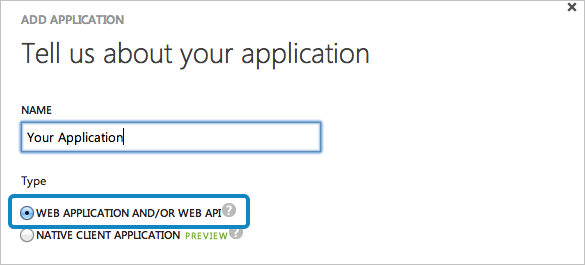 ADD APPLICATION
Tell us about your application
NAME
Your Application
Type
WEB APPLICATION AND/OR WEB API ?
NATIVE CLIENT APPLICATION PREVIEW ?